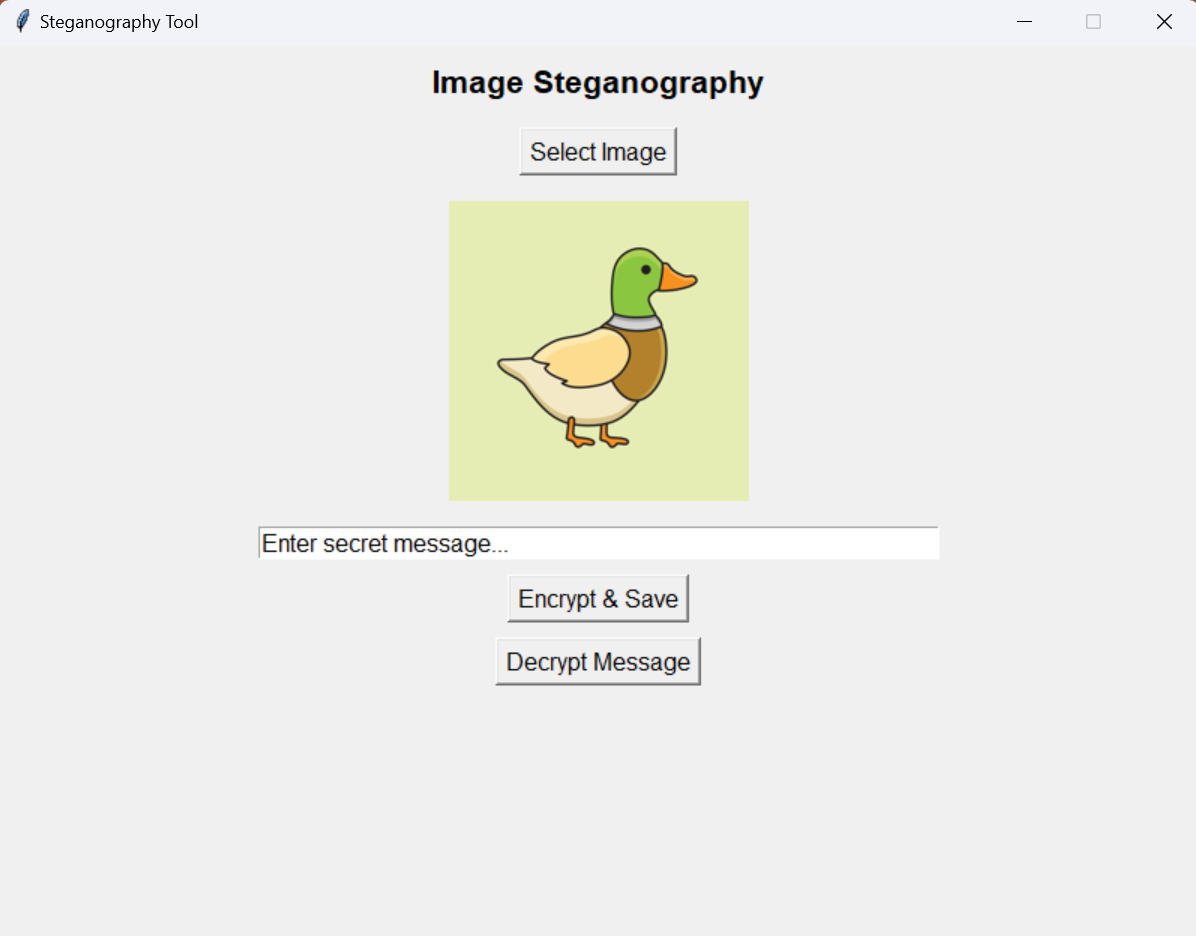 Steganography Tool
Image Steganography
Select Image
Enter secret message...
Encrypt & Save
Decrypt Message